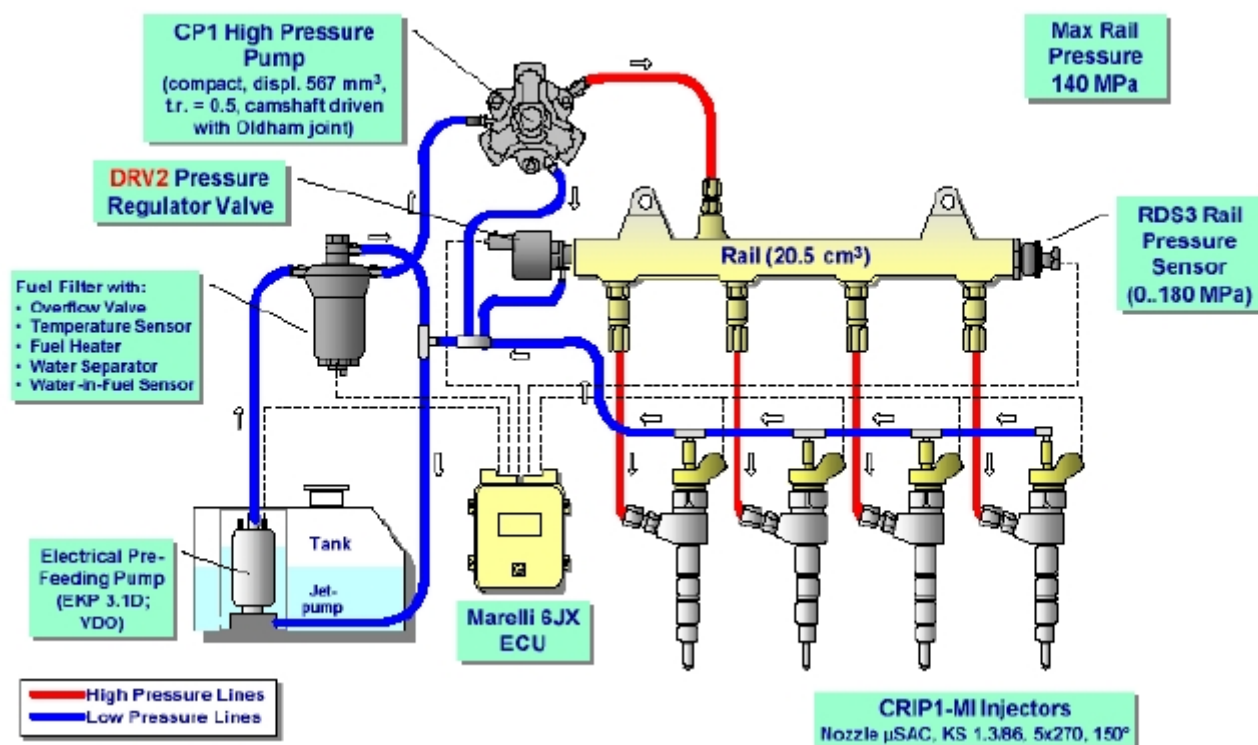 CP1 High Pressure
Pump
(compact, displ. 567 mm³,
t.r. = 0.5, camshaft driven
with Oldham joint)
Max Rail
Pressure
140 MPa
DRV2 Pressure
Regulator Valve
RDS3 Rail
Pressure
Sensor
(0..180 MPa)
Rail (20.5 cm³)
Fuel Filter with:
• Overflow Valve
• Temperature Sensor
• Fuel Heater
• Water Separator
• Water-in-Fuel Sensor
Electrical Pre-
Feeding Pump
(EKP 3.1D;
VDO)
Tank
Jet-
pump
Marelli 6JX
ECU
High Pressure Lines
Low Pressure Lines
CRIP1-MI Injectors
Nozzle µSAC, KS 1.3/86, 5x270, 150°